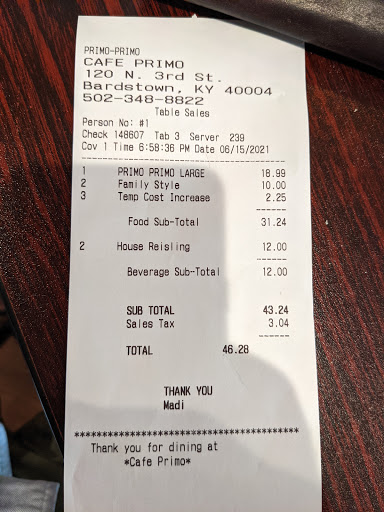 PRIMO-PRIMO
CAFE PRIMO
120 N. 3rd St.
Bardstown, KY 40004
502-348-8822
Table Sales
Person No: #1
Check 148607 Tab 3 Server 239
Cov 1 Time 6:58:36 PM Date 06/15/2021
1 PRIMO PRIMO LARGE 18.99
2 Family Style 10.00
3 Temp Cost Increase 2.25
Food Sub-Total 31.24
2 House Reisling 12.00
Beverage Sub-Total 12.00
SUB TOTAL 43.24
Sales Tax 3.04
TOTAL 46.28
THANK YOU
Madi
****************************************
Thank you for dining at
*Cafe Primo*